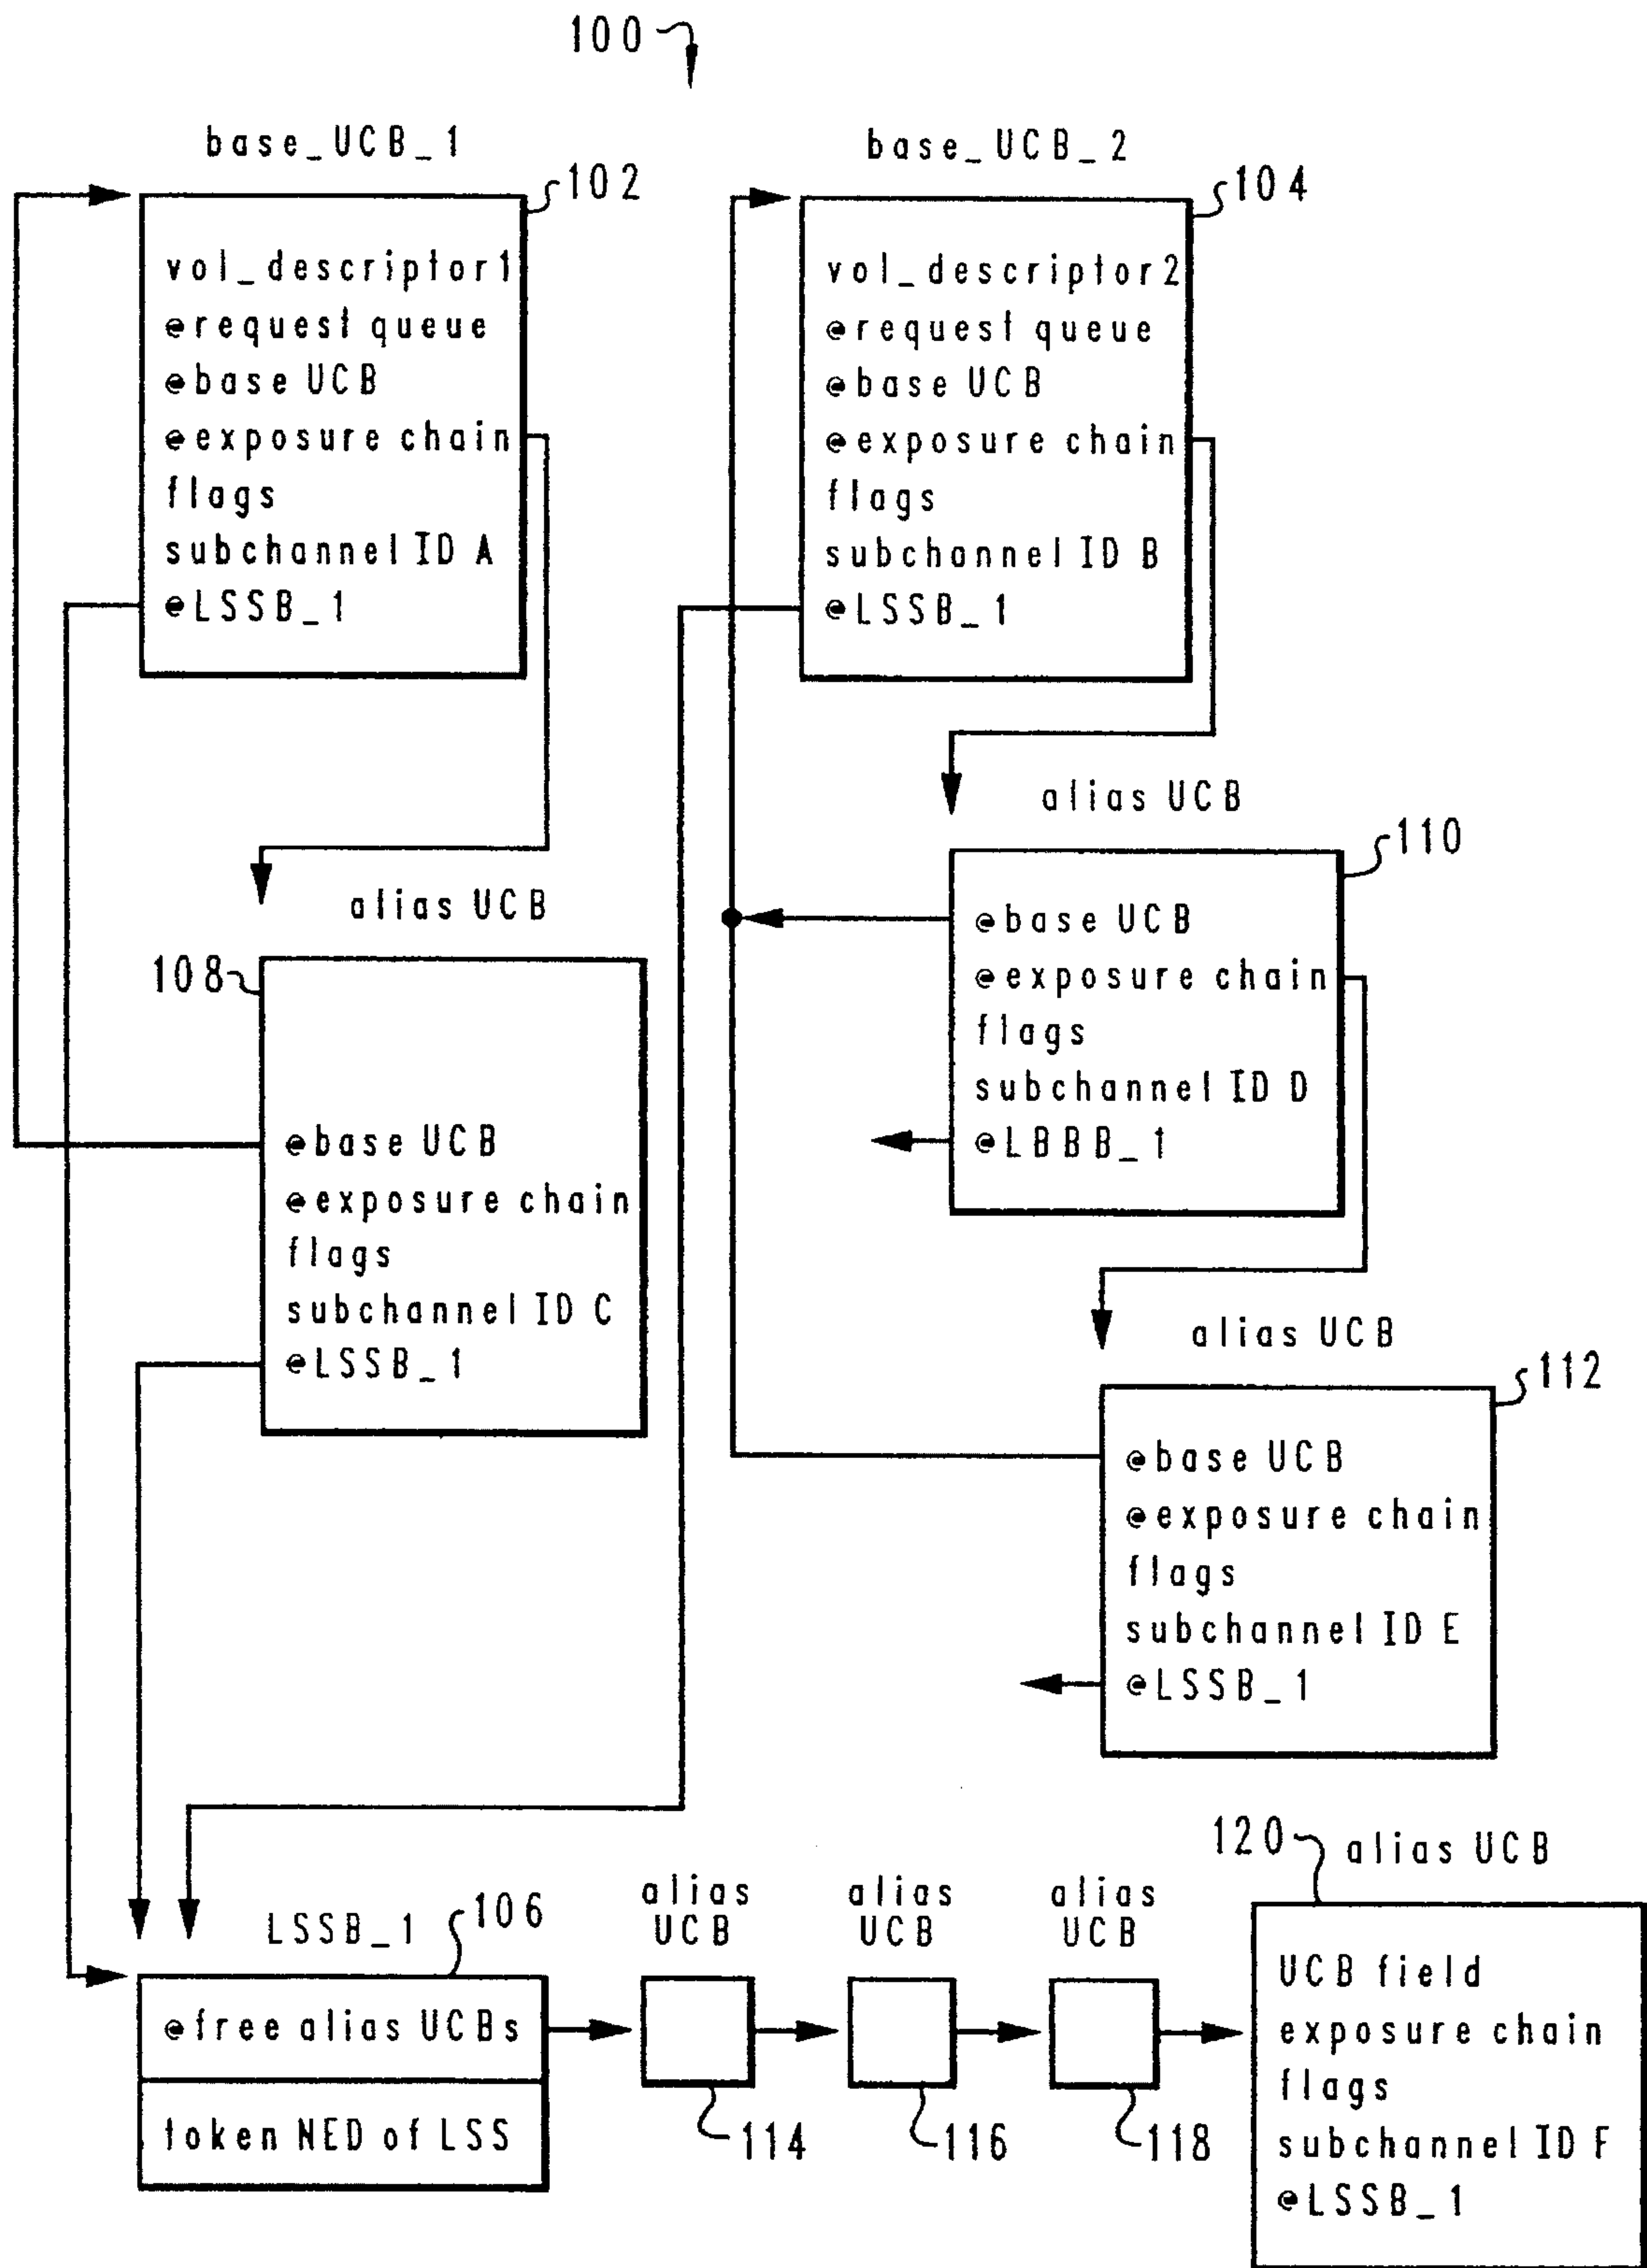 100
base_UCB_1
102
vol_descriptor1
@request queue
@base UCB
@exposure chain
flags
subchannel ID A
@LSSB_1
base_UCB_2
104
vol_descriptor2
@request queue
@base UCB
@exposure chain
flags
subchannel ID B
@LSSB_1
alias UCB
108
@base UCB
@exposure chain
flags
subchannel ID C
@LSSB_1
alias UCB
110
@base UCB
@exposure chain
flags
subchannel ID D
@LBBB_1
alias UCB
112
@base UCB
@exposure chain
flags
subchannel ID E
@LSSB_1
LSSB_1
106
@free alias UCBs
token NED of LSS
alias
UCB
114
alias
UCB
116
alias
UCB
118
120
alias UCB
UCB field
exposure chain
flags
subchannel ID F
@LSSB_1